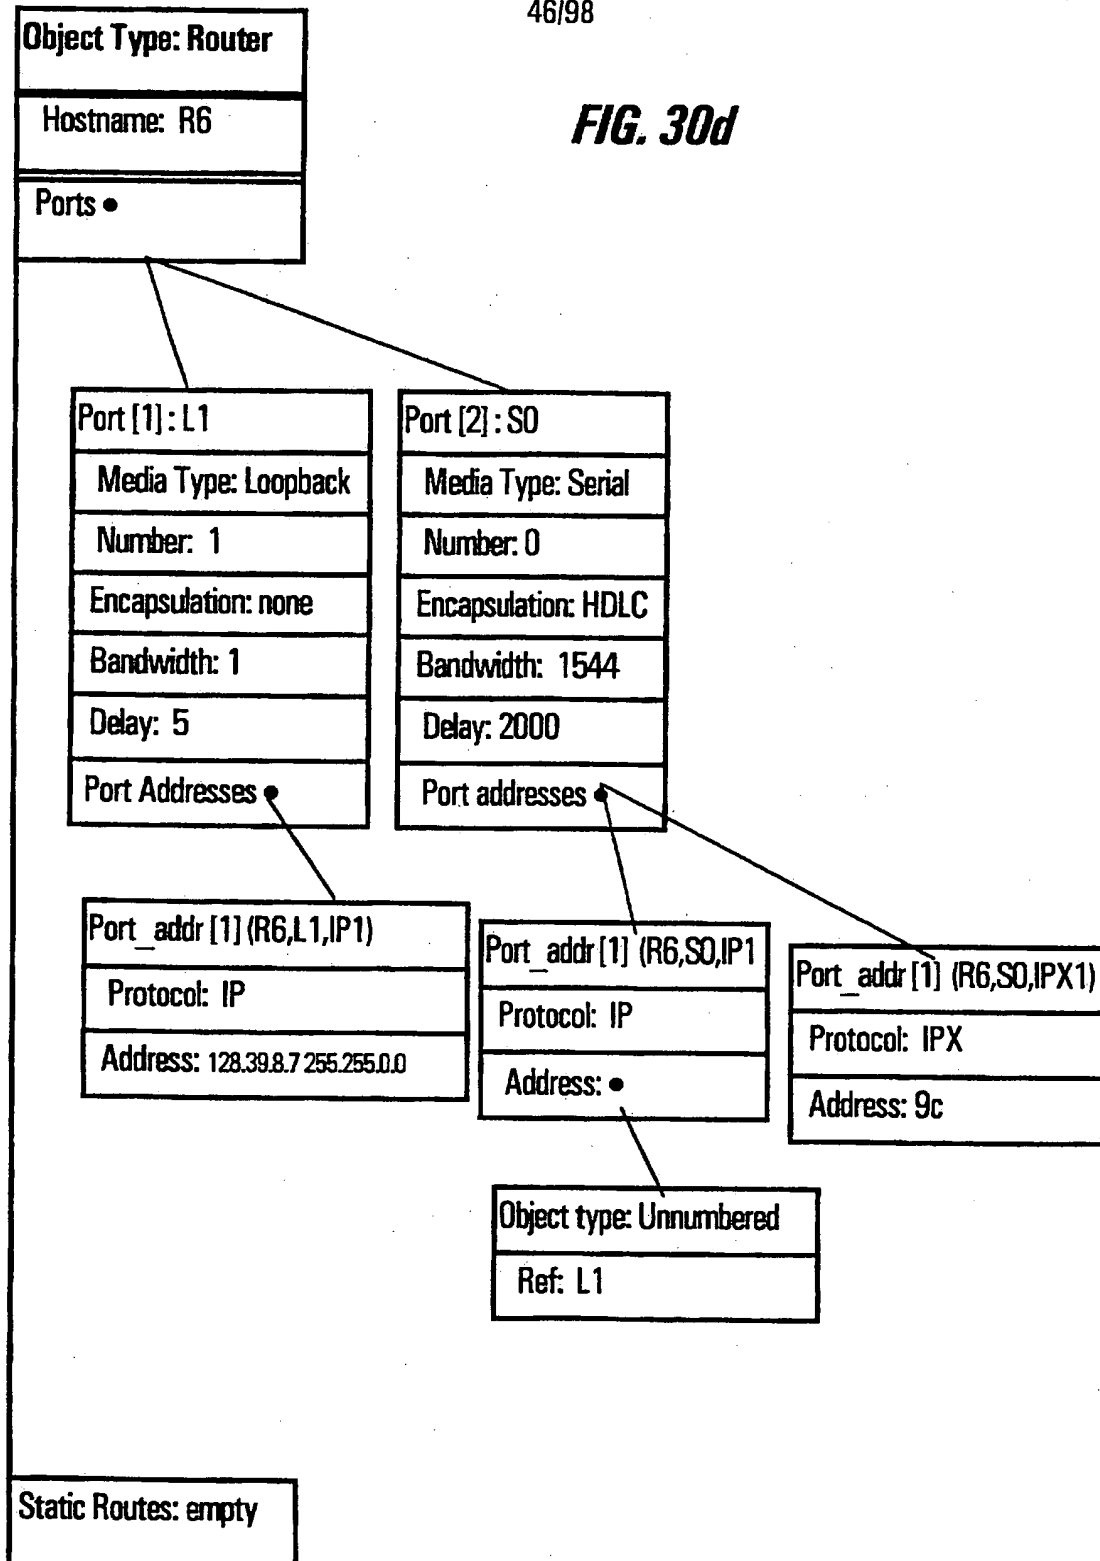 46/98
Object Type: Router
Hostname: R6
FIG. 30d
Ports
Port [1] : L1
Media Type: Loopback
Number: 1
Encapsulation: none
Bandwidth: 1
Delay: 5
Port Addresses
Port [2] : S0
Media Type: Serial
Number: 0
Encapsulation: HDLC
Bandwidth: 1544
Delay: 2000
Port addresses
Port_addr [1] (R6,L1,IP1)
Protocol: IP
Address: 128.39.8.7 255.255.0.0
Port_addr [1] (R6,S0,IP1
Protocol: IP
Address:
Port_addr [1] (R6,S0,IPX1)
Protocol: IPX
Address: 9c
Object type: Unnumbered
Ref: L1
Static Routes: empty